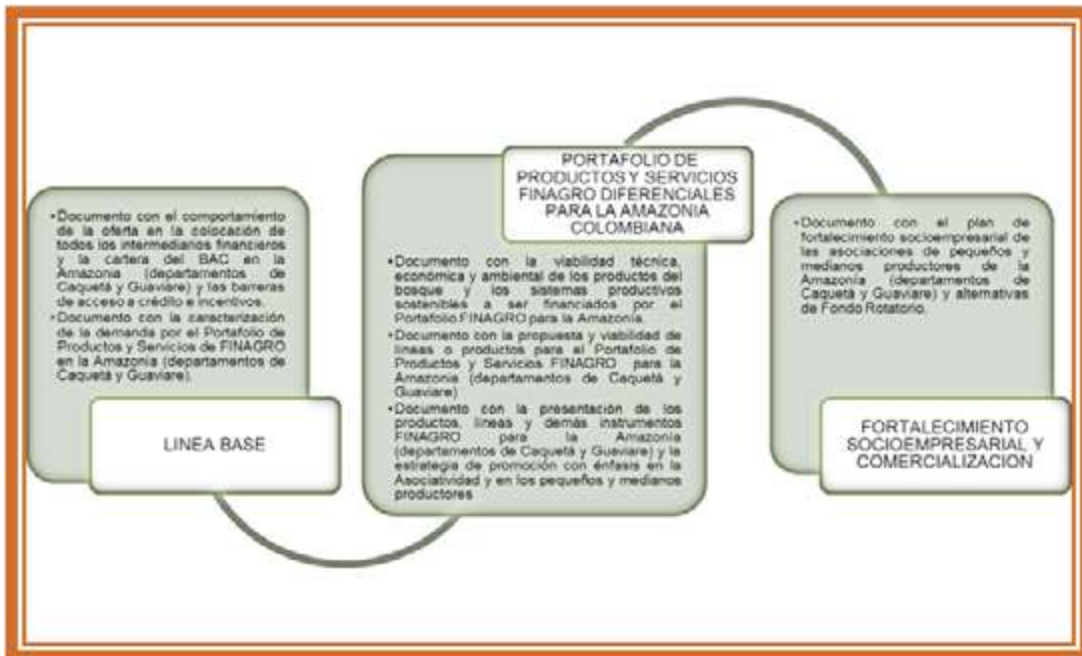 •Documento con el comportamiento
de la oferta en la colocación de
todos los intermediarios financieros
y la cartera del BAC en la
Amazonia (departamentos de
Caquetá y Guaviare) y las barreras
de acceso a crédito e incentivos.
•Documento con la caracterización
de la demanda por el Portafolio de
Productos y Servicios de FINAGRO
en la Amazonia (departamentos de
Caquetá y Guaviare).
LINEA BASE
PORTAFOLIO DE
PRODUCTOS Y SERVICIOS
FINAGRO DIFERENCIALES
PARA LA AMAZONIA
COLOMBIANA
•Documento con la viabilidad técnica,
económica y ambiental de los productos del
bosque y los sistemas productivos
sostenibles a ser financiados por el
Portafolio FINAGRO para la Amazonía.
•Documento con la propuesta y viabilidad de
líneas o productos para el Portafolio de
Productos y Servicios FINAGRO para la
Amazonia (departamentos de Caquetá y
Guaviare)
•Documento con la presentación de los
productos, líneas y demás instrumentos
FINAGRO para la Amazonía
(departamentos de Caquetá y Guaviare) y la
estrategia de promoción con énfasis en la
Asociatividad y en los pequeños y medianos
productores
•Documento con el plan de
fortalecimiento socioempresarial de
las asociaciones de pequeños y
medianos productores de la
Amazonía (departamentos de
Caquetá y Guaviare) y alternativas
de Fondo Rotatorio.
FORTALECIMIENTO
SOCIOEMPRESARIAL Y
COMERCIALIZACION